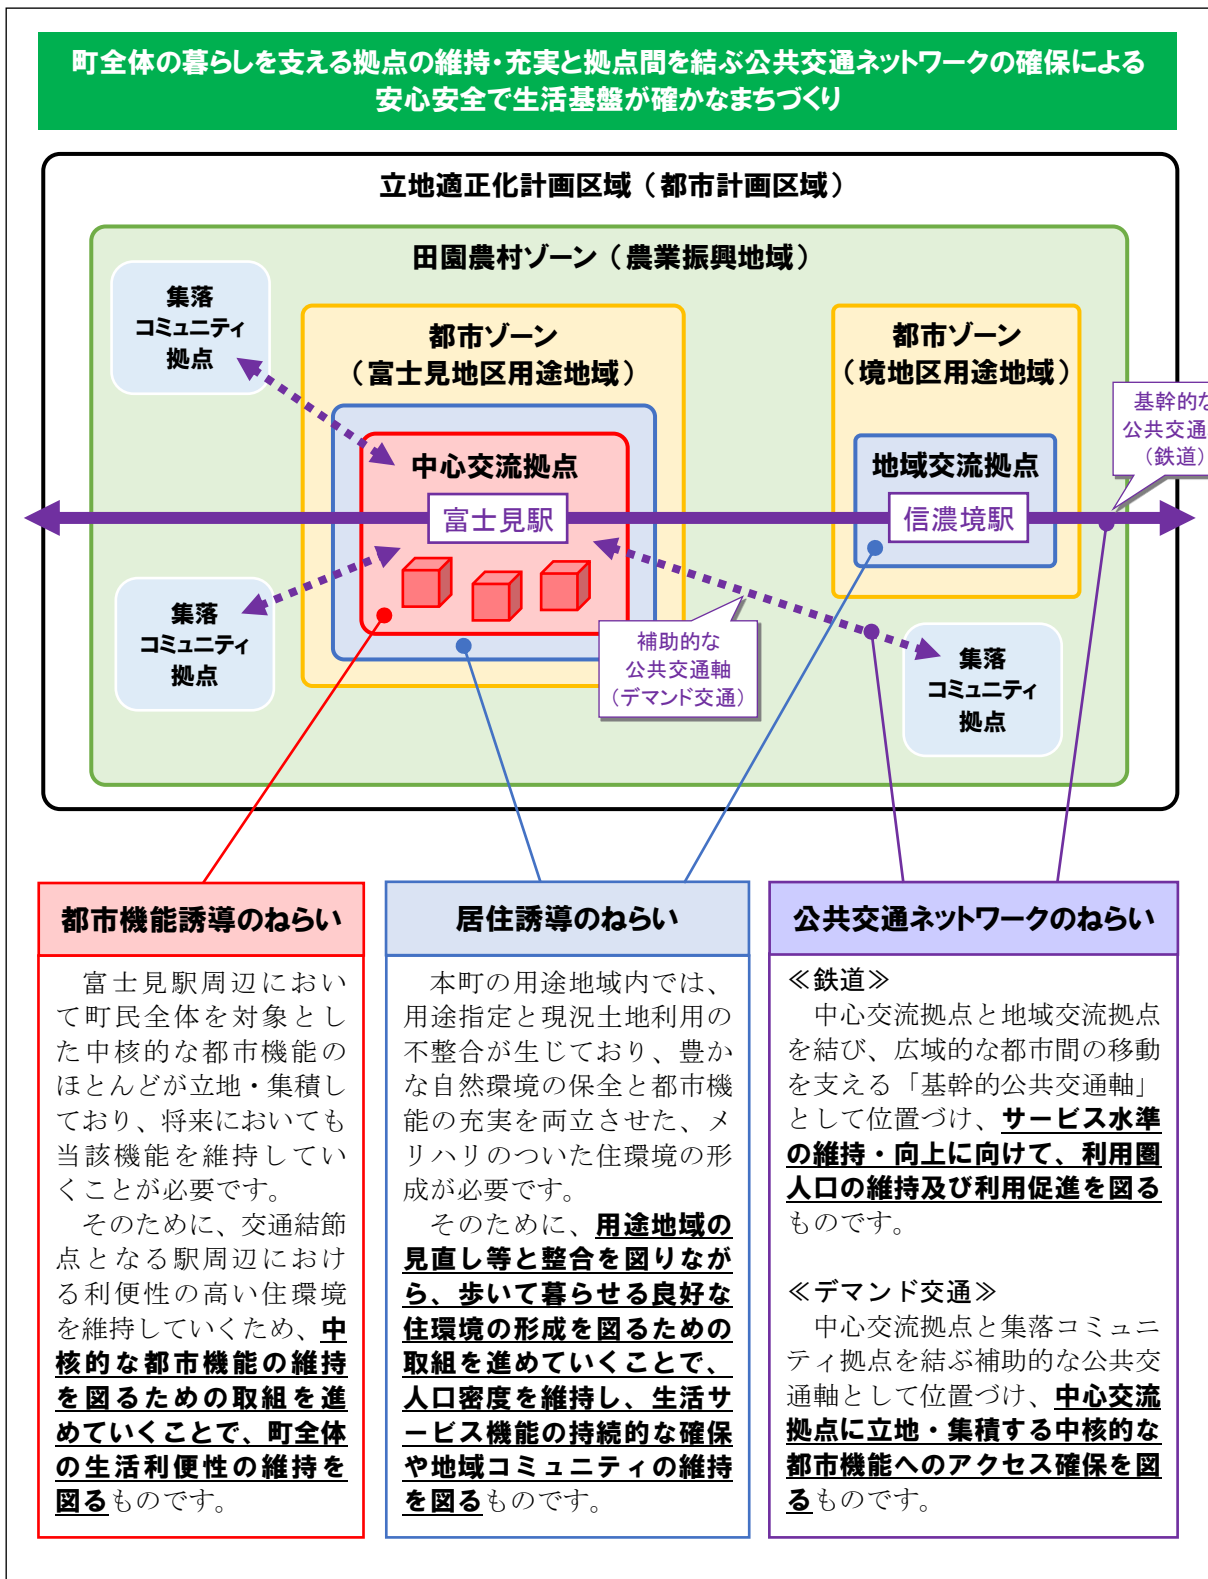 町全体の暮らしを支える拠点の維持・充実と拠点間を結ぶ公共交通ネットワークの確保による
安心安全で生活基盤が確かなまちづくり
立地適正化計画区域（都市計画区域）
田園農村ゾーン（農業振興地域）
集落
コミュニティ
拠点
都市ゾーン
（富士見地区用途地域）
都市ゾーン
（境地区用途地域）
基幹的な
公共交通
（鉄道）
中心交流拠点
地域交流拠点
富士見駅
信濃境駅
集落
コミュニティ
拠点
補助的な
公共交通軸
（デマンド交通）
集落
コミュニティ
拠点
都市機能誘導のねらい
富士見駅周辺におい
て町民全体を対象とし
た中核的な都市機能の
ほとんどが立地・集積し
ており、将来においても
当該機能を維持してい
くことが必要です。
そのために、交通結節
点となる駅周辺におけ
る利便性の高い住環境
を維持していくため、中
核的な都市機能の維持
を図るための取組を進
めていくことで、町全体
の生活利便性の維持を
図るものです。
居住誘導のねらい
本町の用途地域内では、
用途指定と現況土地利用の
不整合が生じており、豊か
な自然環境の保全と都市機
能の充実を両立させた、メ
リハリのついた住環境の形
成が必要です。
そのために、用途地域の
見直し等と整合を図りなが
ら、歩いて暮らせる良好な
住環境の形成を図るための
取組を進めていくことで、
人口密度を維持し、生活サ
ービス機能の持続的な確保
や地域コミュニティの維持
を図るものです。
公共交通ネットワークのねらい
≪鉄道≫
中心交流拠点と地域交流拠点
を結び、広域的な都市間の移動
を支える「基幹的公共交通軸」
として位置づけ、サービス水準
の維持・向上に向けて、利用圏
人口の維持及び利用促進を図る
ものです。
≪デマンド交通≫
中心交流拠点と集落コミュニ
ティ拠点を結ぶ補助的な公共交
通軸として位置づけ、中心交流
拠点に立地・集積する中核的な
都市機能へのアクセス確保を図
るものです。